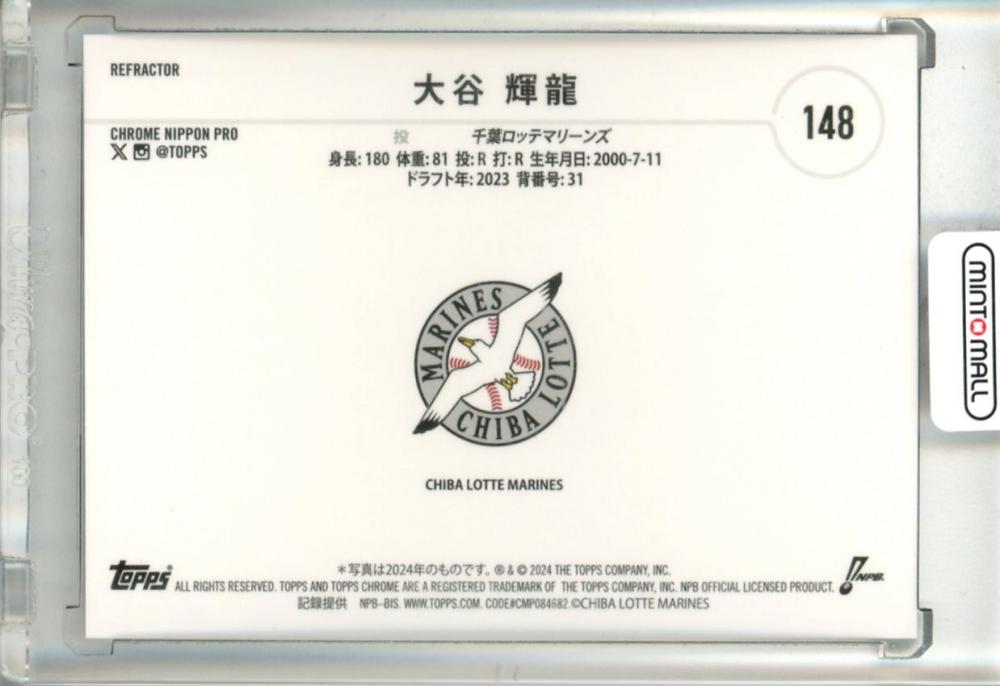 REFRACTOR
大谷 輝龍
148
CHROME NIPPON PRO
@TOPPS
投 千葉ロッテマリーンズ
身長: 180 体重: 81 投: R 打: R 生年月日: 2000-7-11
ドラフト年: 2023 背番号: 31
MARINES
CHIBA LOTTE
CHIBA LOTTE MARINES
MINT MALL
topps
*写真は2024年のものです。 ® & © 2024 THE TOPPS COMPANY, INC.
ALL RIGHTS RESERVED. TOPPS AND TOPPS CHROME ARE A REGISTERED TRADEMARK OF THE TOPPS COMPANY, INC. NPB OFFICIAL LICENSED PRODUCT.
記録提供 NPB-BIS. WWW.TOPPS.COM. CODE#CMP084682 ©CHIBA LOTTE MARINES
NPB.